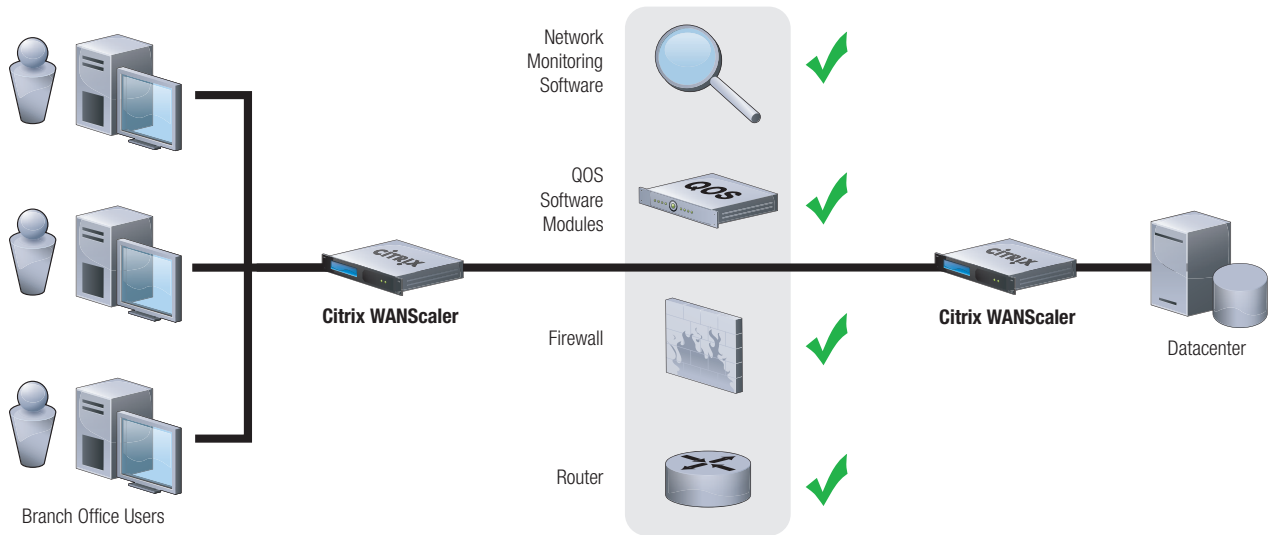 Network
Monitoring
Software
QOS
QOS
Software
Modules
CITRIX
Citrix WANScaler
CITRIX
Citrix WANScaler
Firewall
Datacenter
Router
Branch Office Users